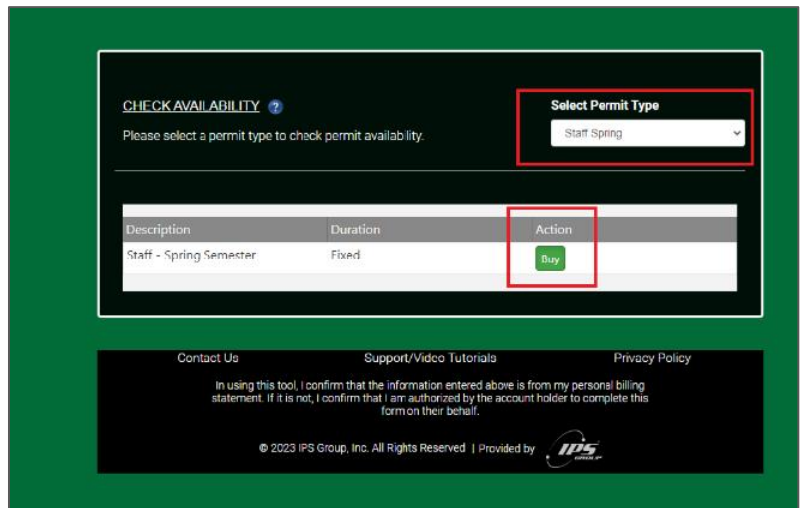 CHECK AVAILABILITY ?
Select Permit Type
Please select a permit type to check permit availability.
Staff Spring
Description Duration Action
Staff - Spring Semester Fixed Buy
Contact Us Support/Video Tutorials Privacy Policy
In using this tool, I confirm that the information entered above is from my personal billing
statement. If it is not, I confirm that I am authorized by the account holder to complete this
form on their behalf.
© 2023 IPS Group, Inc. All Rights Reserved | Provided by IPS GROUP